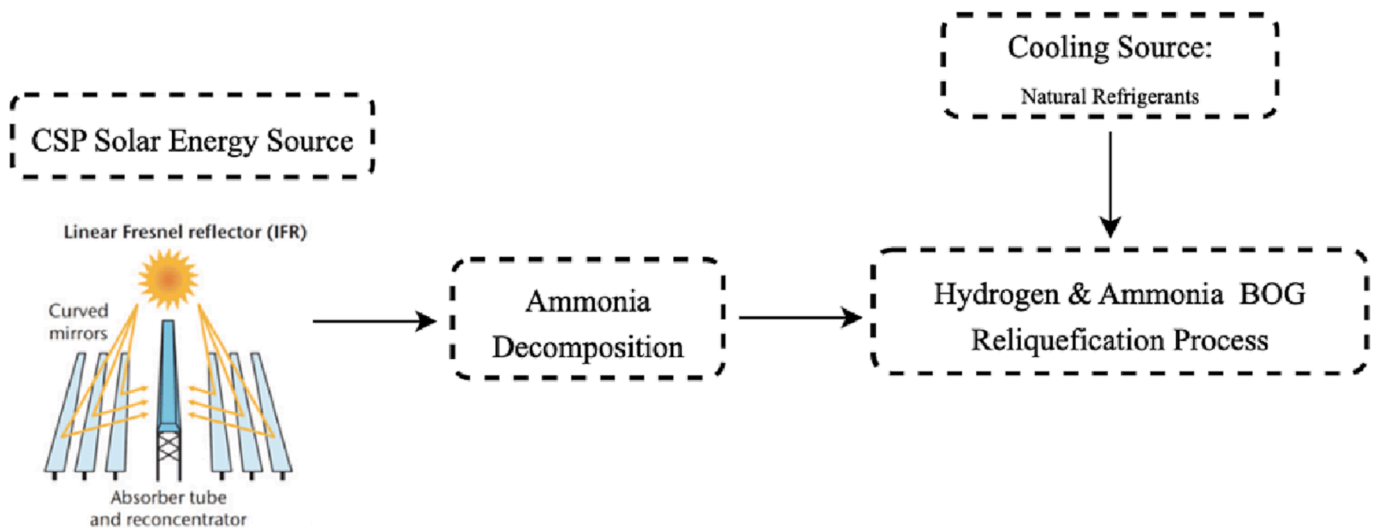 CSP Solar Energy Source
Linear Fresnel reflector (IFR)
Curved
mirrors
Absorber tube
and reconcentrator
Ammonia
Decomposition
Cooling Source:
Natural Refrigerants
Hydrogen & Ammonia BOG
Reliquefication Process